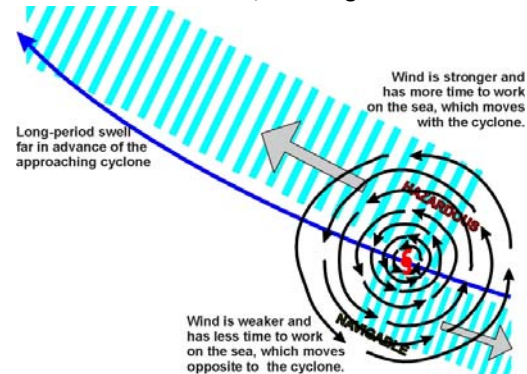 Wind is stronger and
has more time to work
on the sea, which moves
with the cyclone.
Long-period swell
far in advance of the
approaching cyclone
HAZARDOUS
NAVIGABLE
Wind is weaker and
has less time to work
on the sea, which moves
opposite to the cyclone.